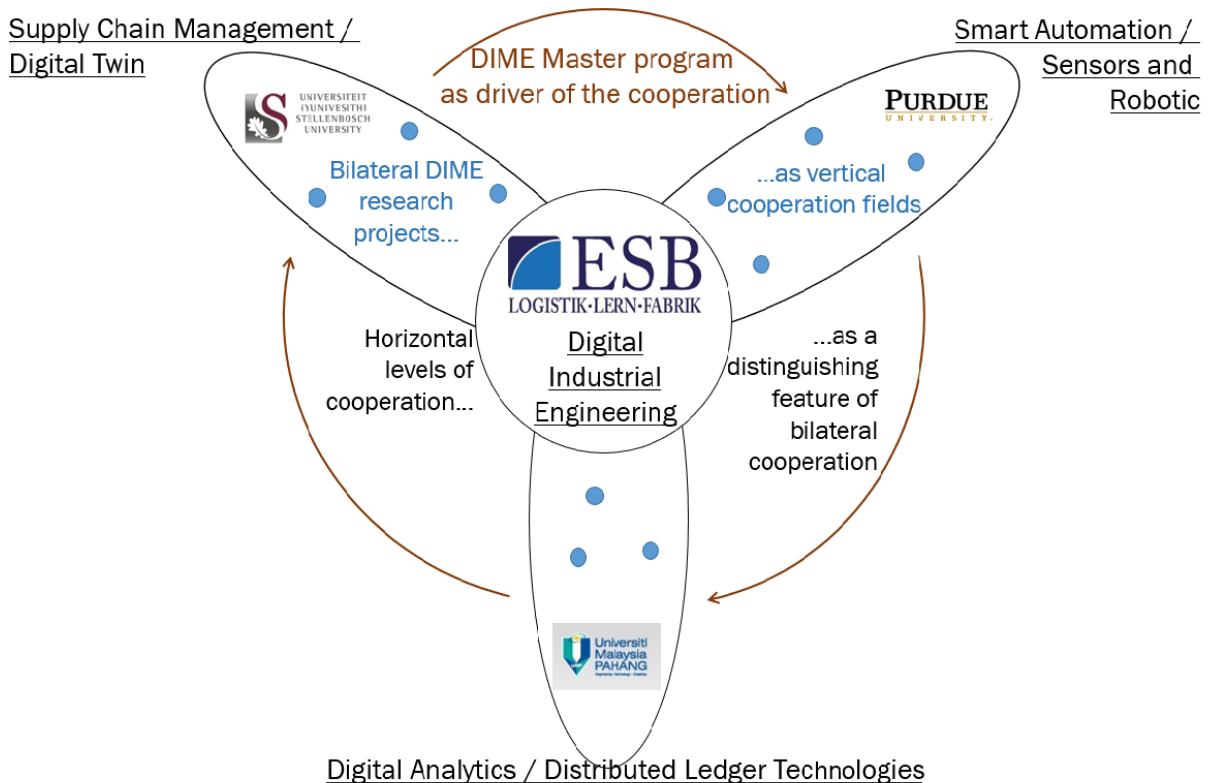 Supply Chain Management /
Digital Twin
DIME Master program
as driver of the cooperation
Smart Automation /
Sensors and
Robotic
UNIVERSITEIT
IYUNIVESITHI
STELLENBOSCH
UNIVERSITY
PURDUE
UNIVERSITY.
Bilateral DIME
research
projects...
...as vertical
cooperation fields
ESB
LOGISTIK·LERN·FABRIK
Digital
Industrial
Engineering
Horizontal
levels of
cooperation...
...as a
distinguishing
feature of
bilateral
cooperation
Universiti
Malaysia
PAHANG
Engineering • Technology • Creativity
Digital Analytics / Distributed Ledger Technologies